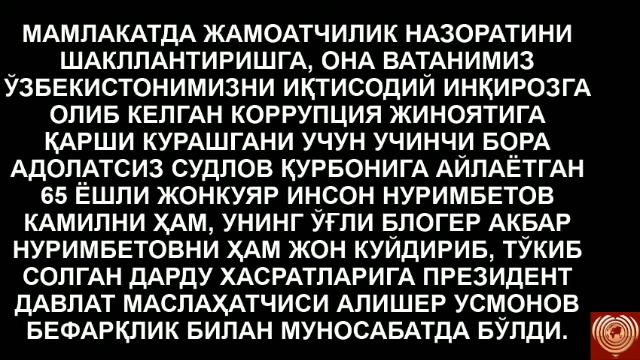 МАМЛАКАТДА ЖАМОАТЧИЛИК НАЗОРАТИНИ
ШАКЛЛАНТИРИШГА, ОНА ВАТАНИМИЗ
ЎЗБЕКИСТОНИМИЗНИ ИҚТИСОДИЙ ИНҚИРОЗГА
ОЛИБ КЕЛГАН КОРРУПЦИЯ ЖИНОЯТИГА
ҚАРШИ КУРАШГАНИ УЧУН УЧИНЧИ БОРА
АДОЛАТСИЗ СУДЛОВ ҚУРБОНИГА АЙЛАЁТГАН
65 ЁШЛИ ЖОНКУЯР ИНСОН НУРИМБЕТОВ
КАМИЛНИ ҲАМ, УНИНГ ЎҒЛИ БЛОГЕР АКБАР
НУРИМБЕТОВНИ ҲАМ ЖОН КУЙДИРИБ, ТЎКИБ
СОЛГАН ДАРДУ ХАСРАТЛАРИГА ПРЕЗИДЕНТ
ДАВЛАТ МАСЛАҲАТЧИСИ АЛИШЕР УСМОНОВ
БЕФАРҚЛИК БИЛАН МУНОСАБАТДА БЎЛДИ.